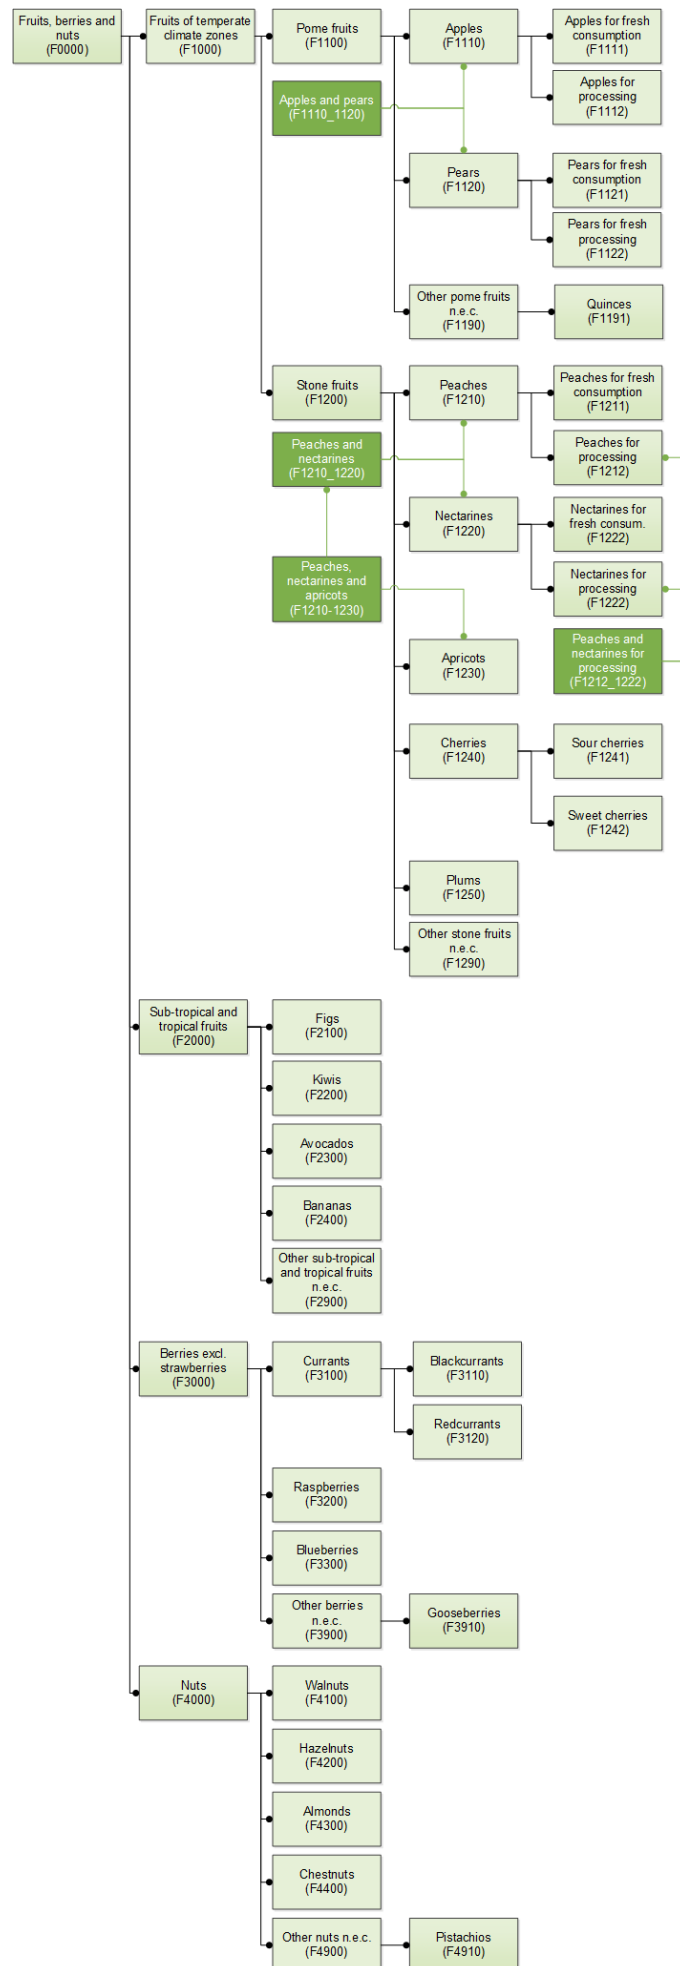 Fruits, berries and
nuts
(F0000)
Fruits of temperate
climate zones
(F1000)
Pome fruits
(F1100)
Apples
(F1110)
Apples for fresh
consumption
(F1111)
Apples for
processing
(F1112)
Apples and pears
(F1110_1120)
Pears
(F1120)
Pears for fresh
consumption
(F1121)
Pears for fresh
processing
(F1122)
Other pome fruits
n.e.c.
(F1190)
Quinces
(F1191)
Stone fruits
(F1200)
Peaches
(F1210)
Peaches for fresh
consumption
(F1211)
Peaches and
nectarines
(F1210_1220)
Peaches for
processing
(F1212)
Nectarines
(F1220)
Nectarines for
fresh consum.
(F1222)
Peaches,
nectarines and
apricots
(F1210-1230)
Nectarines for
processing
(F1222)
Apricots
(F1230)
Peaches and
nectarines for
processing
(F1212_1222)
Cherries
(F1240)
Sour cherries
(F1241)
Sweet cherries
(F1242)
Plums
(F1250)
Other stone fruits
n.e.c.
(F1290)
Sub-tropical and
tropical fruits
(F2000)
Figs
(F2100)
Kiwis
(F2200)
Avocados
(F2300)
Bananas
(F2400)
Other sub-tropical
and tropical fruits
n.e.c.
(F2900)
Berries excl.
strawberries
(F3000)
Currants
(F3100)
Blackcurrants
(F3110)
Redcurrants
(F3120)
Raspberries
(F3200)
Blueberries
(F3300)
Other berries
n.e.c.
(F3900)
Gooseberries
(F3910)
Nuts
(F4000)
Walnuts
(F4100)
Hazelnuts
(F4200)
Almonds
(F4300)
Chestnuts
(F4400)
Other nuts n.e.c.
(F4900)
Pistachios
(F4910)